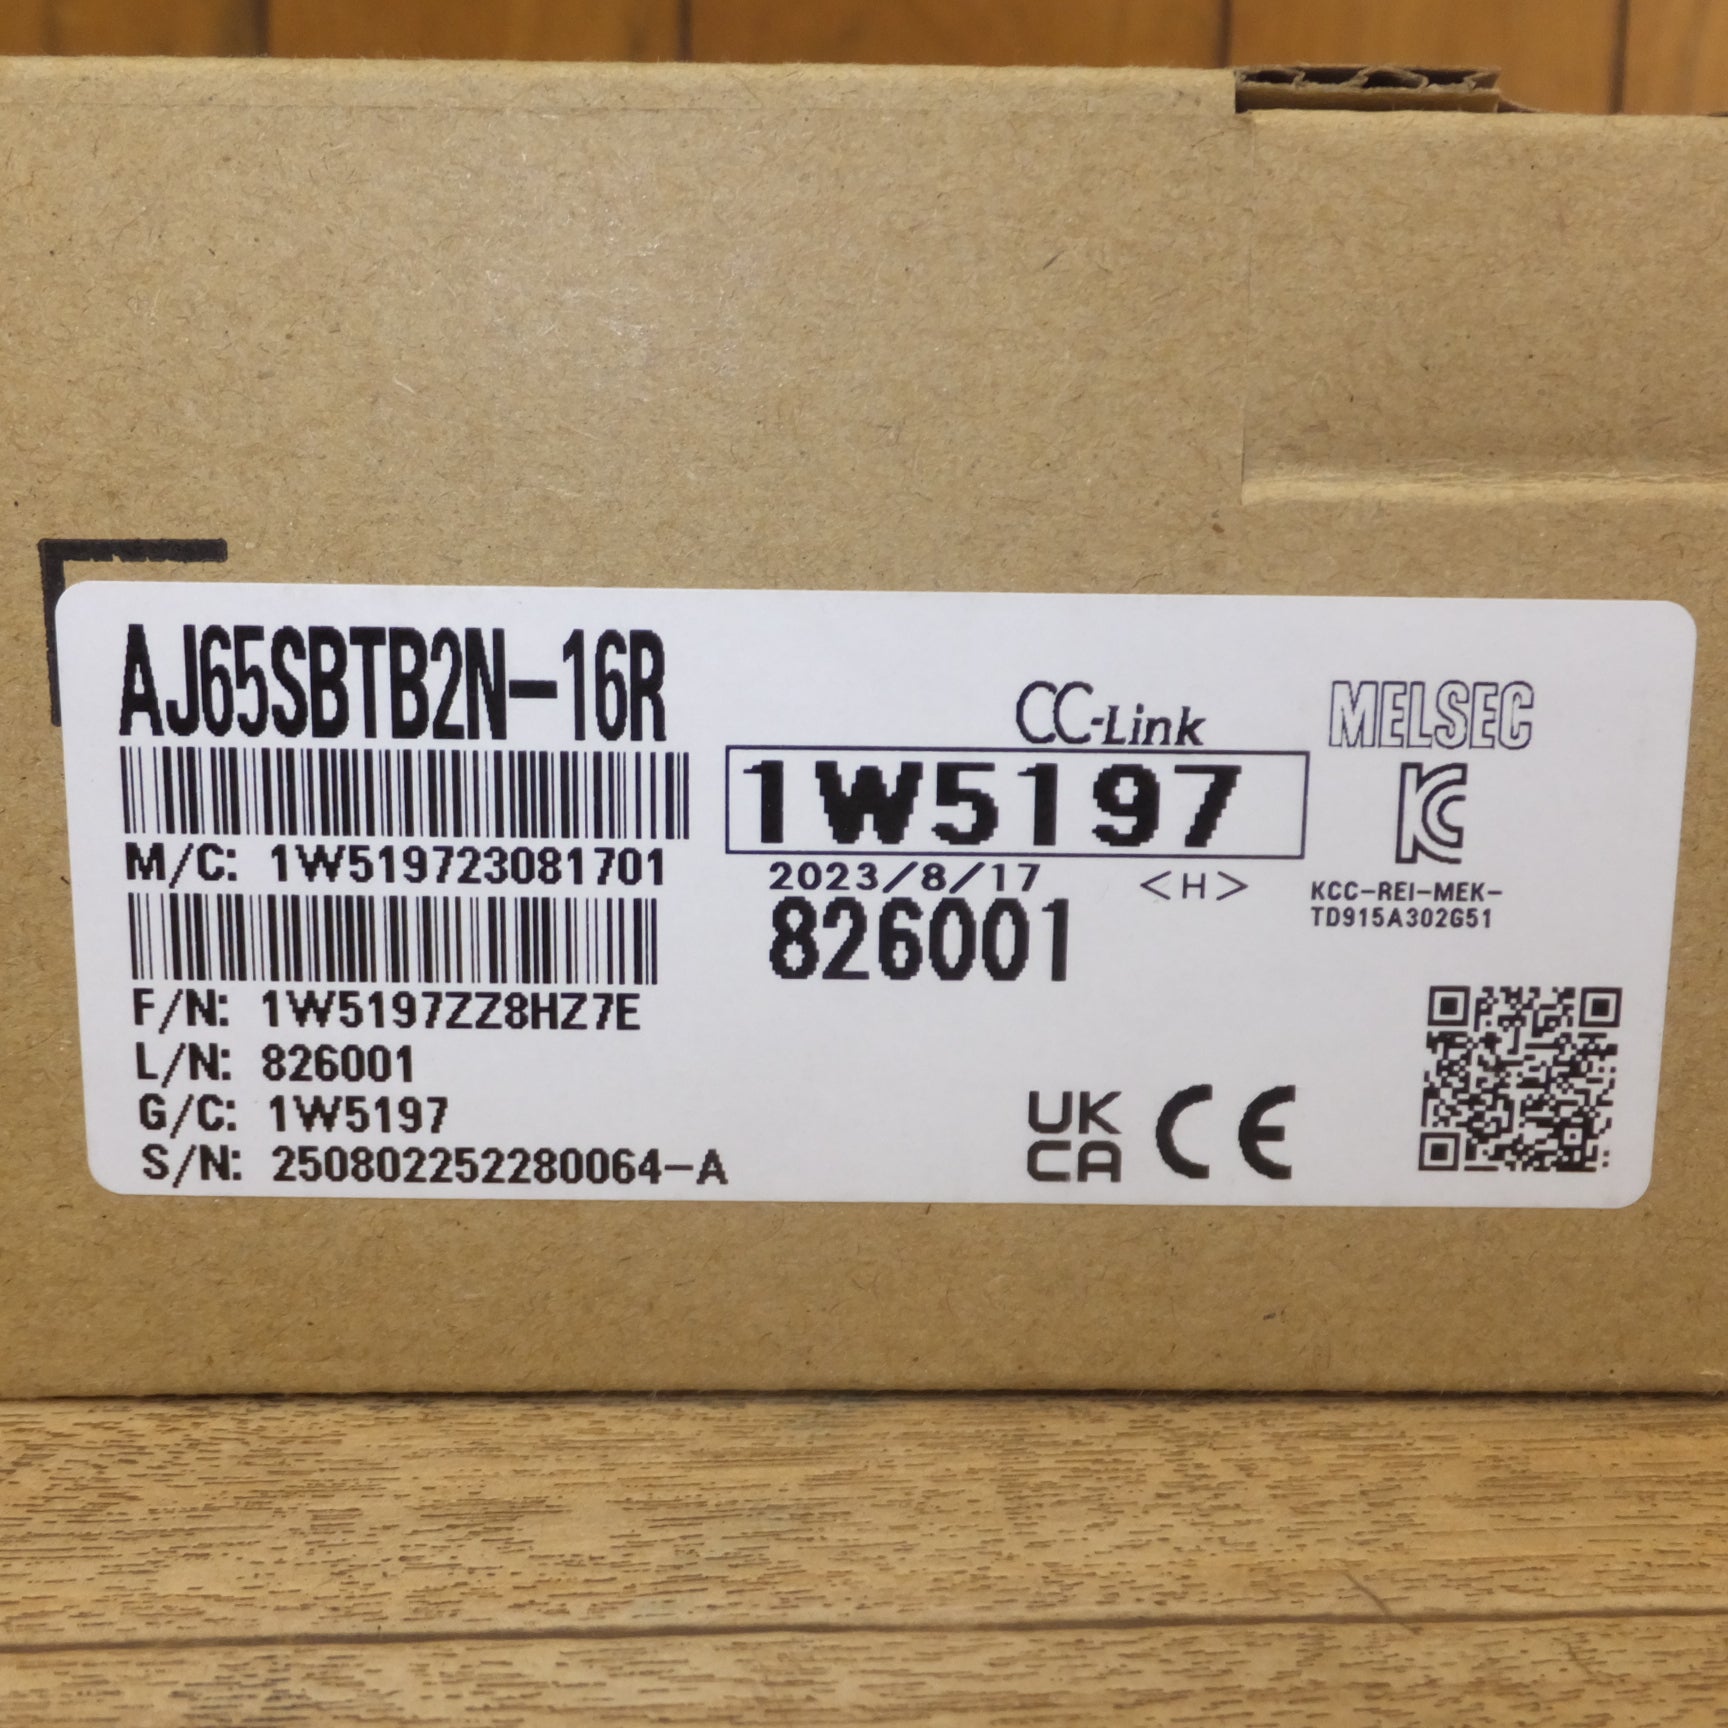 AJ65SBTB2N-16R
M/C: 1W519723081701
F/N: 1W5197ZZ8HZ7E
L/N: 826001
G/C: 1W5197
S/N: 250802252280064-A
CC-Link
1W5197
2023/8/17 <H>
826001
MELSEC
KC
KCC-REI-MEK-
TD915A302G51
UK
CA
CE